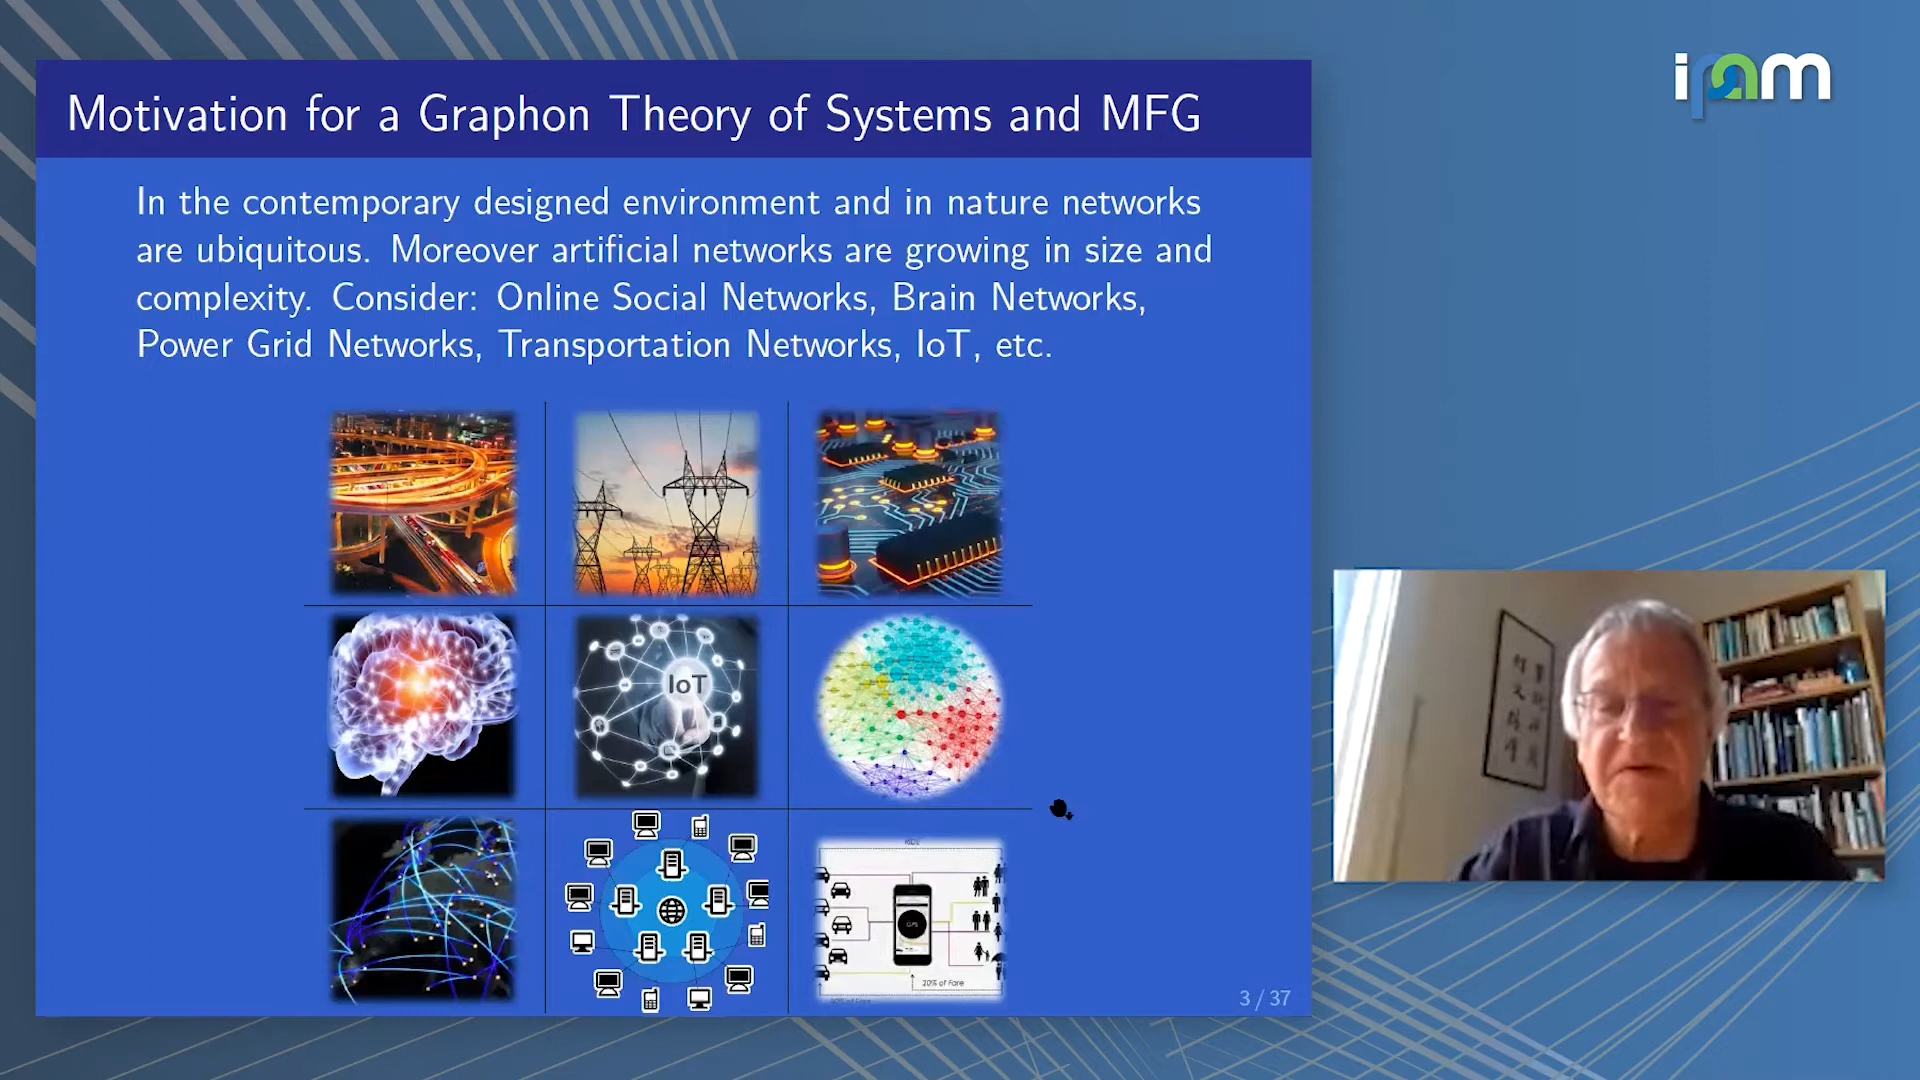 ipam
Motivation for a Graphon Theory of Systems and MFG
In the contemporary designed environment and in nature networks
are ubiquitous. Moreover artificial networks are growing in size and
complexity. Consider: Online Social Networks, Brain Networks,
Power Grid Networks, Transportation Networks, IoT, etc.
IoT
RIDE
GPS
20% of Fare
3 / 37